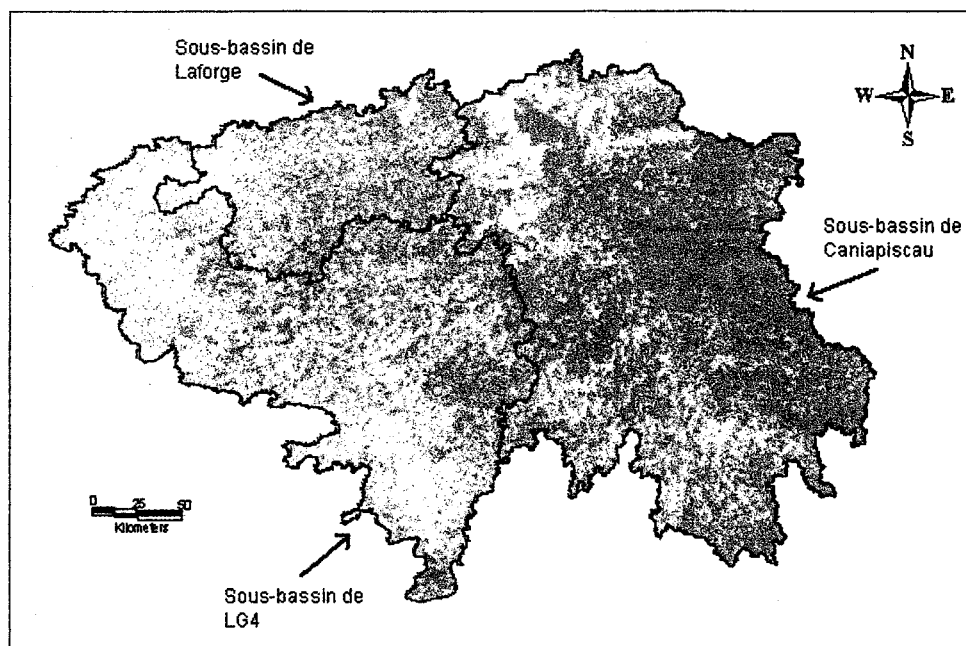 Sous-bassin de
Laforge
N
W E
S
Sous-bassin de
Caniapiscau
0 25 50
Kilometers
Sous-bassin de
LG4